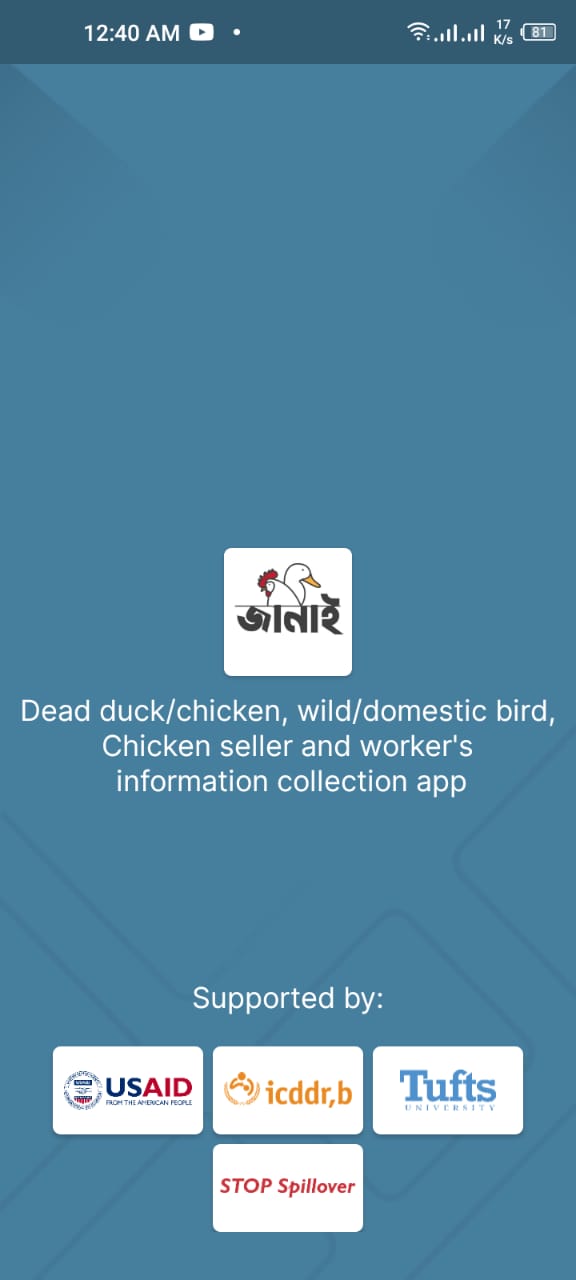 12:40 AM
17
K/s
81
জানাই
Dead duck/chicken, wild/domestic bird,
Chicken seller and worker's
information collection app
Supported by:
USAID
FROM THE AMERICAN PEOPLE
icddr,b
Tufts
UNIVERSITY
STOP Spillover